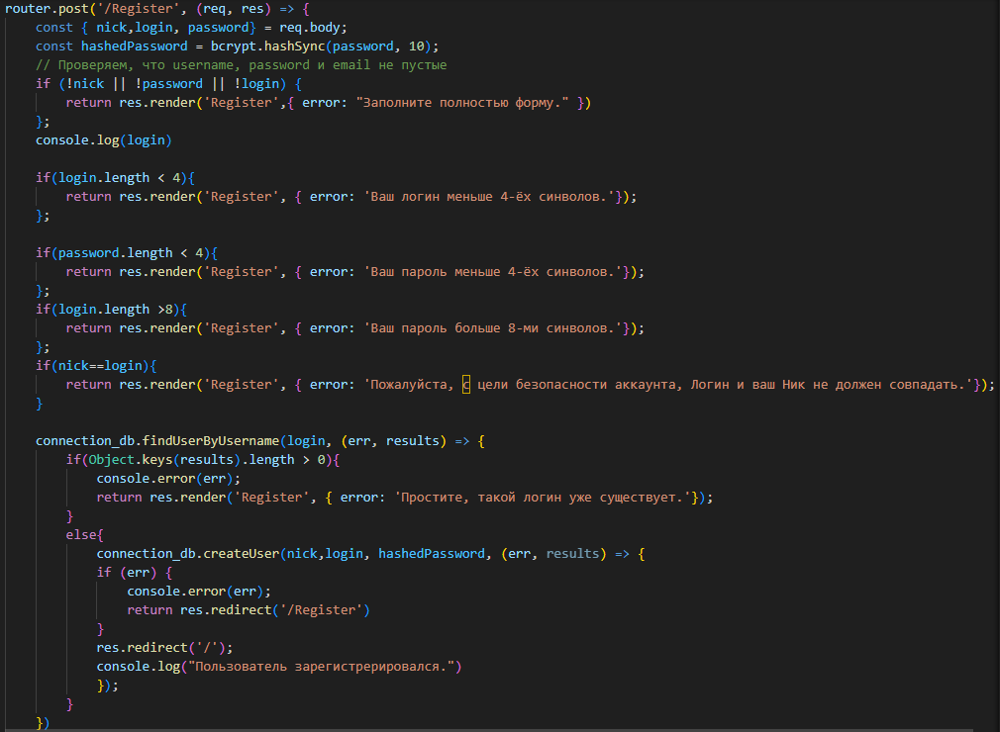 router.post('/Register', (req, res) => {
const { nick,login, password} = req.body;
const hashedPassword = bcrypt.hashSync(password, 10);
// Проверяем, что username, password и email не пустые
if (!nick || !password || !login) {
return res.render('Register',{ error: "Заполните полностью форму." })
};
console.log(login)
if(login.length < 4){
return res.render('Register', { error: 'Ваш логин меньше 4-ёх синволов.'});
};
if(password.length < 4){
return res.render('Register', { error: 'Ваш пароль меньше 4-ёх синволов.'});
};
if(login.length >8){
return res.render('Register', { error: 'Ваш пароль больше 8-ми синволов.'});
};
if(nick==login){
return res.render('Register', { error: 'Пожалуйста, с цели безопасности аккаунта, Логин и ваш Ник не должен совпадать.'});
}
connection_db.findUserByUsername(login, (err, results) => {
if(Object.keys(results).length > 0){
console.error(err);
return res.render('Register', { error: 'Простите, такой логин уже существует.'});
}
else{
connection_db.createUser(nick,login, hashedPassword, (err, results) => {
if (err) {
console.error(err);
return res.redirect('/Register')
}
res.redirect('/');
console.log("Пользователь зарегистрерировался.")
});
}
})